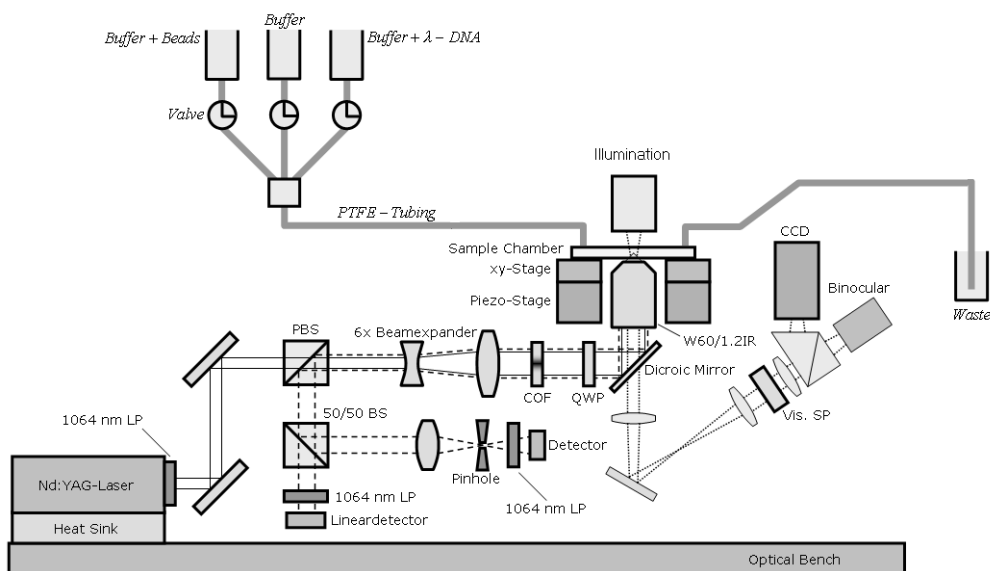 Buffer + Beads
Buffer
Buffer + λ − DNA
Valve
Illumination
PTFE − Tubing
CCD
Sample Chamber
xy-Stage
Binocular
Piezo-Stage
Waste
PBS
6x Beamexpander
W60/1.2IR
Dicroic Mirror
COF
QWP
1064 nm LP
50/50 BS
Vis. SP
Detector
Pinhole
Nd:YAG-Laser
1064 nm LP
1064 nm LP
Lineardetector
Heat Sink
Optical Bench